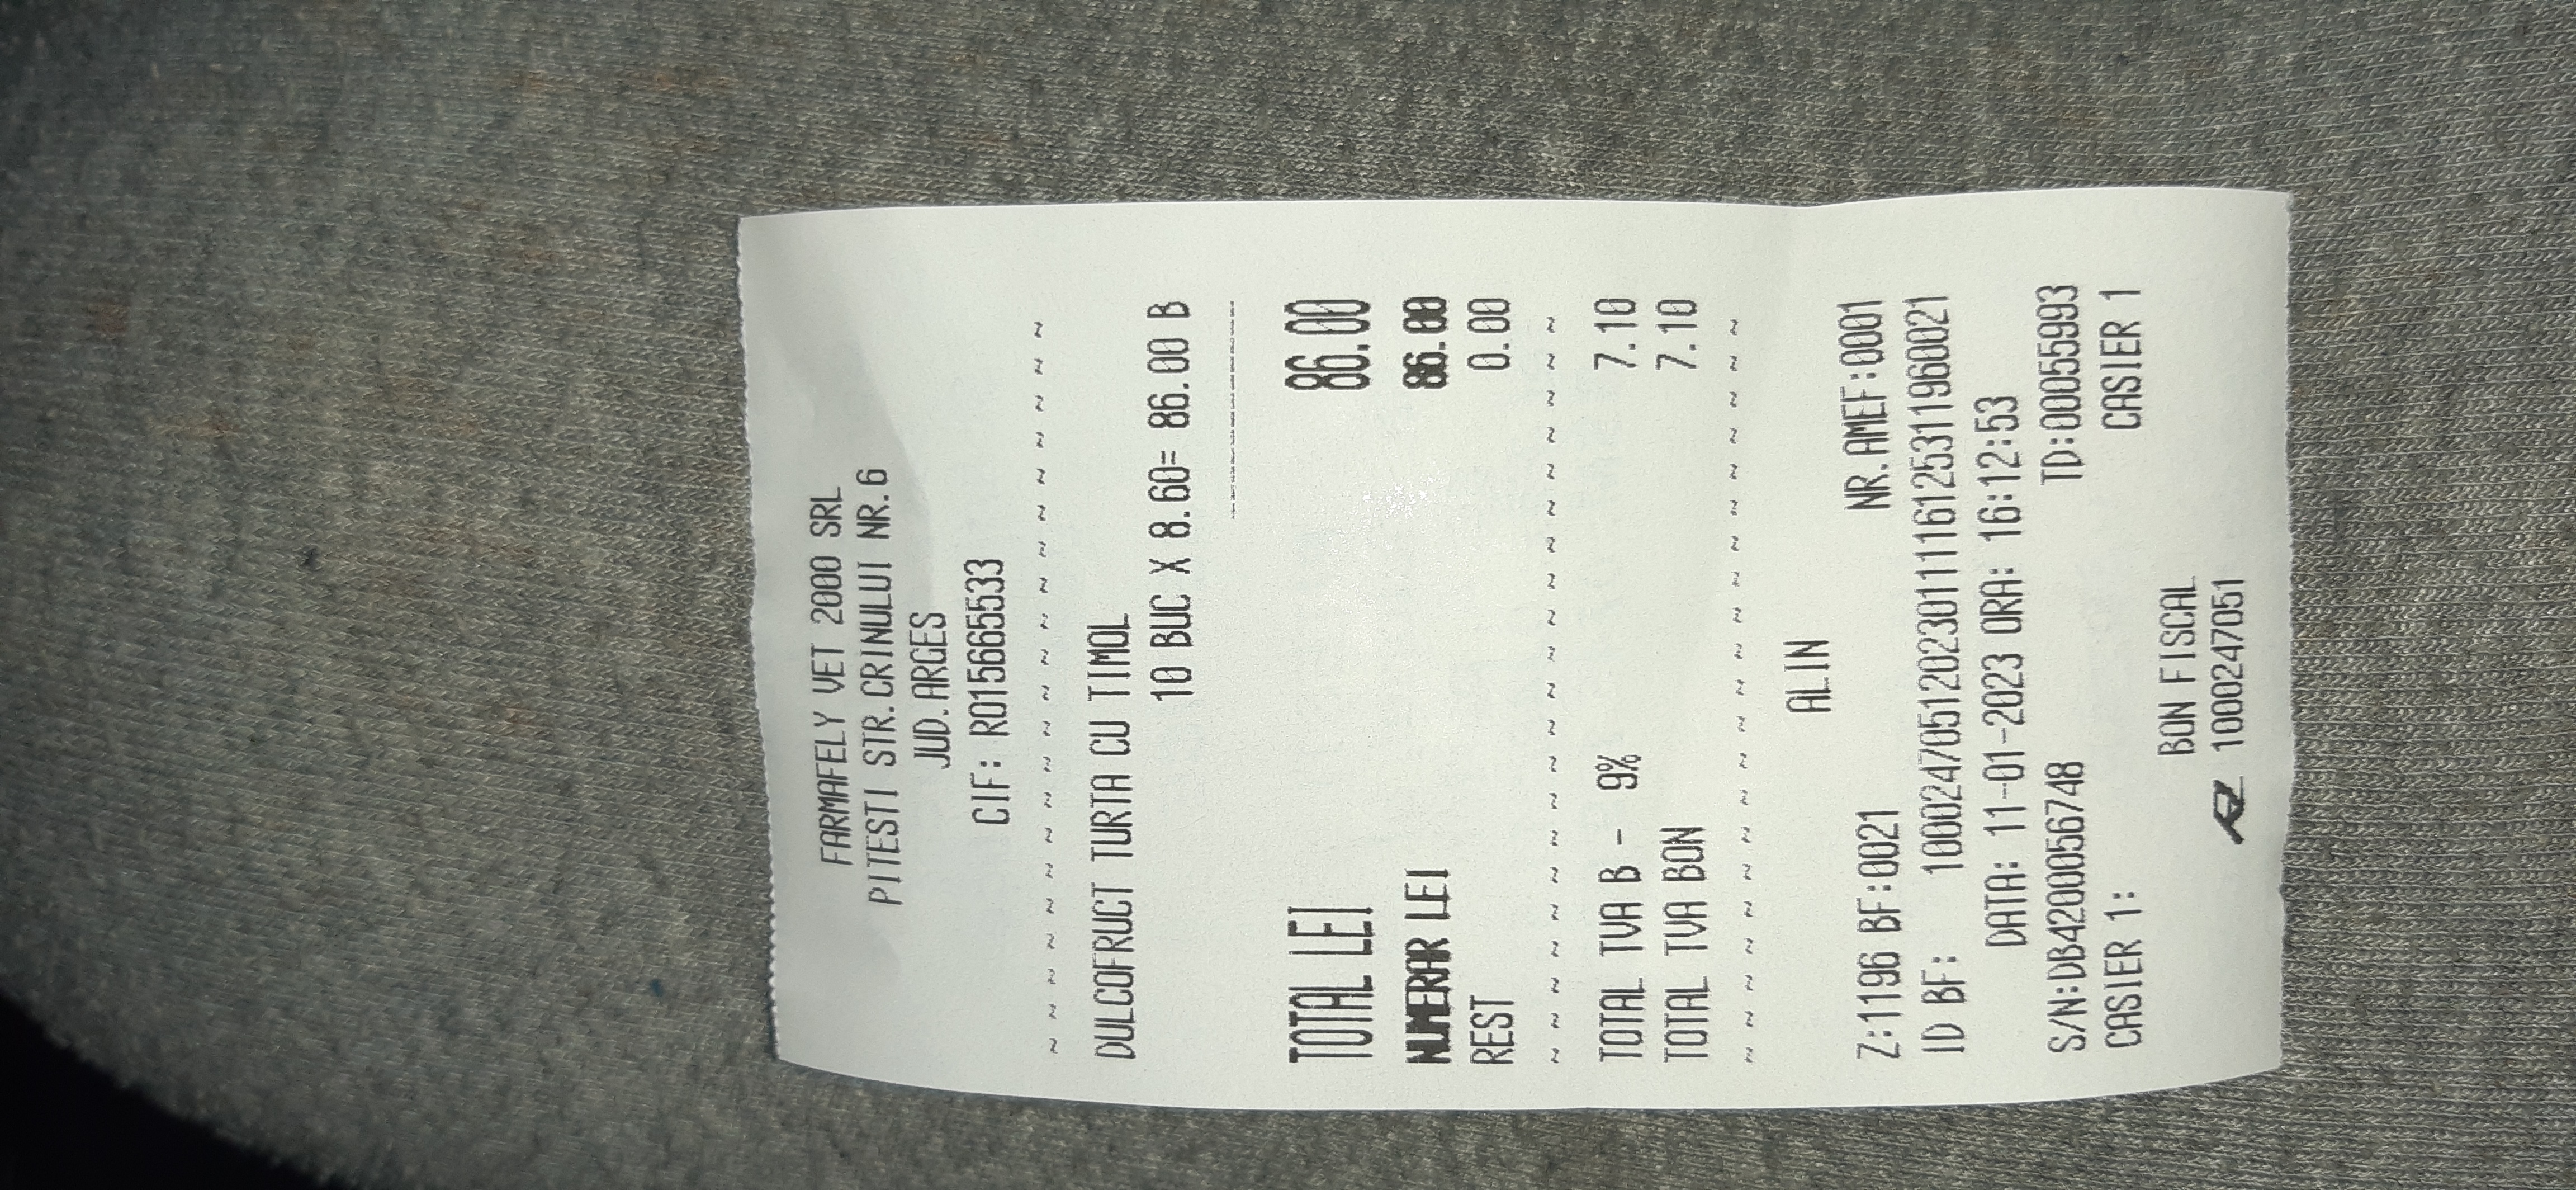 FARMAFELY VET 2000 SRL
PITESTI STR.CRINULUI NR.6
JUD.ARGES
CIF: RO15665533
~ ~ ~ ~ ~ ~ ~ ~ ~ ~ ~ ~ ~ ~ ~ ~ ~ ~ ~ ~ ~
DULCOFRUCT TURTA CU TIMOL
10 BUC X 8.60= 86.00 B
TOTAL LEI 86.00
NUMERAR LEI 86.00
REST 0.00
~ ~ ~ ~ ~ ~ ~ ~ ~ ~ ~ ~ ~ ~ ~ ~ ~ ~ ~ ~ ~
TOTAL TVA B - 9% 7.10
TOTAL TVA BON 7.10
~ ~ ~ ~ ~ ~ ~ ~ ~ ~ ~ ~ ~ ~ ~ ~ ~ ~ ~ ~ ~
ALIN
Z:1196 BF:0021 NR.AMEF:0001
ID BF: 10002470512023011116125311960021
DATA: 11-01-2023 ORA: 16:12:53
S/N:DB4200056748 TD:00055993
CASIER 1: CASIER 1
BON FISCAL
1000247051